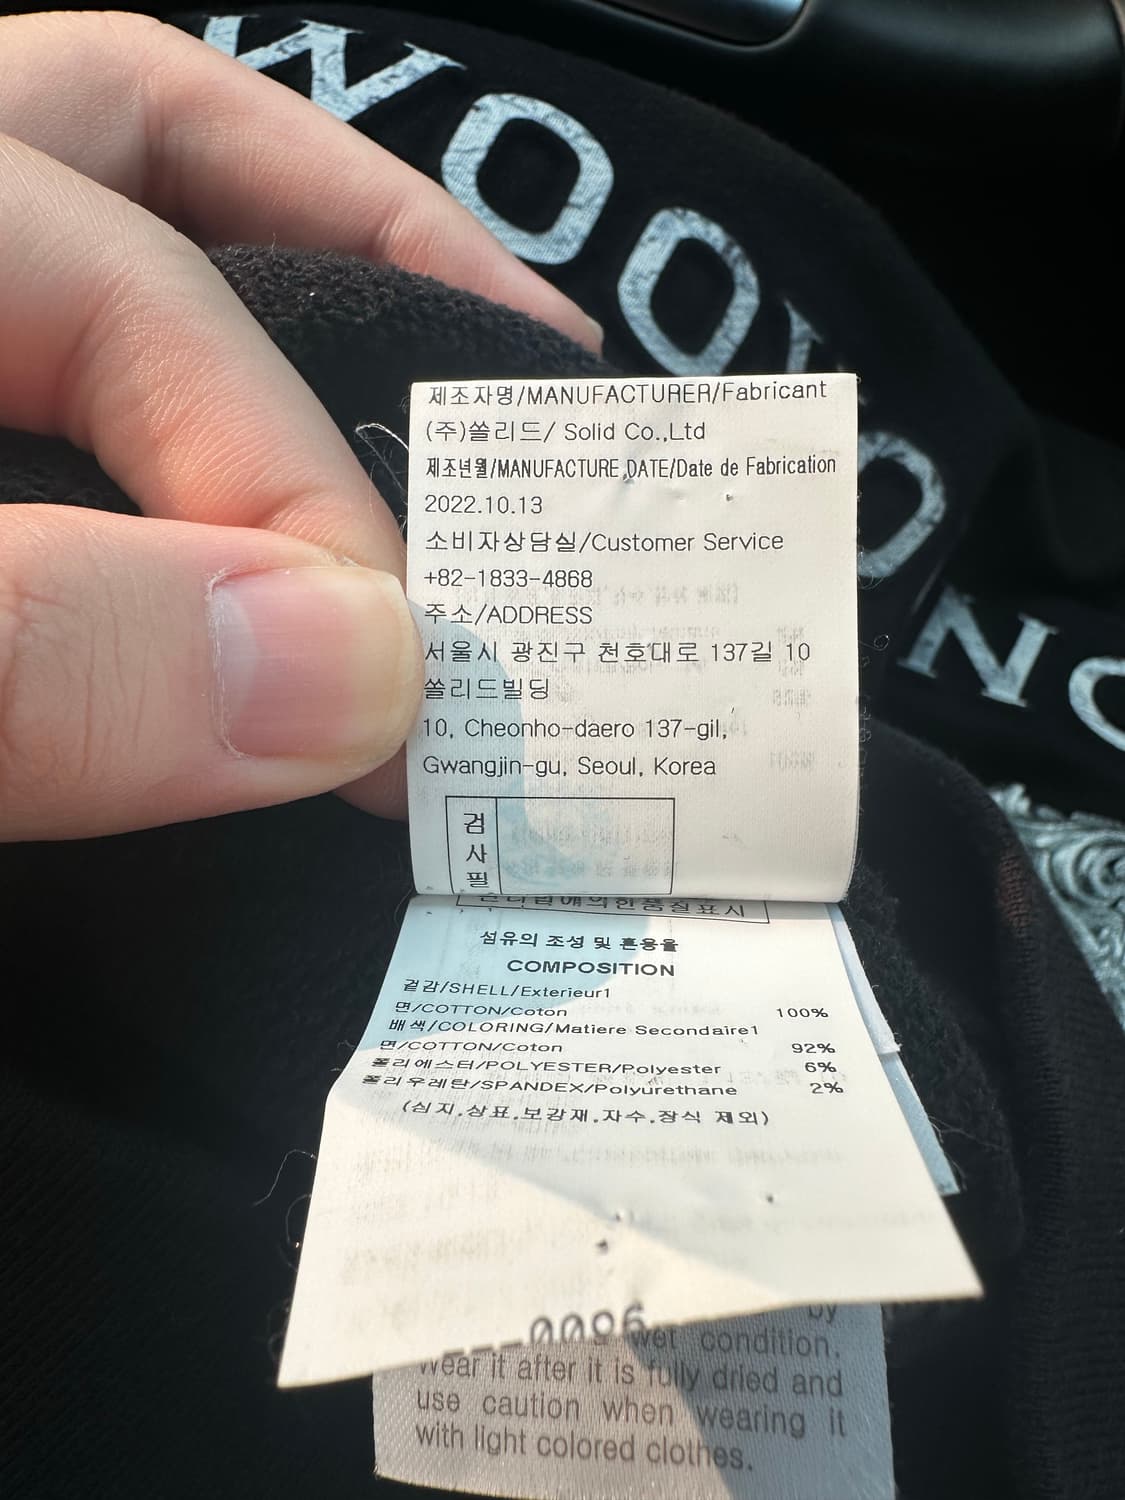 WOOYO
NC
제조자명/MANUFACTURER/Fabricant
(주)쏠리드/ Solid Co.,Ltd
제조년월/MANUFACTURE,DATE/Date de Fabrication
2022.10.13
소비자상담실/Customer Service
+82-1833-4868
주소/ADDRESS
서울시 광진구 천호대로 137길 10
쏠리드빌딩
10, Cheonho-daero 137-gil,
Gwangjin-gu, Seoul, Korea
검사필
섬유의 조성 및 혼용율
COMPOSITION
겉감/SHELL/Exterieur1
면/COTTON/Coton 100%
배색/COLORING/Matiere Secondaire1
면/COTTON/Coton 92%
폴리에스터/POLYESTER/Polyester 6%
폴리우레탄/SPANDEX/Polyurethane 2%
(심지.상표.보강재.자수.장식 제외)
by
wet condition.
wear it after it is fully dried and
use caution when wearing it
with light colored clothes.